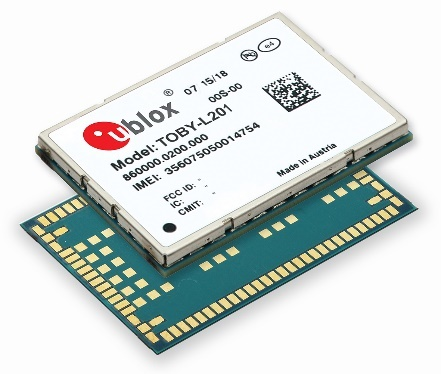 ublox ®
07 15/18
00S-00
Model: TOBY-L201
860000.0200.000
IMEI: 356075050014754
FCC ID: -
IC: -
CMIT: -
Made in Austria
e4